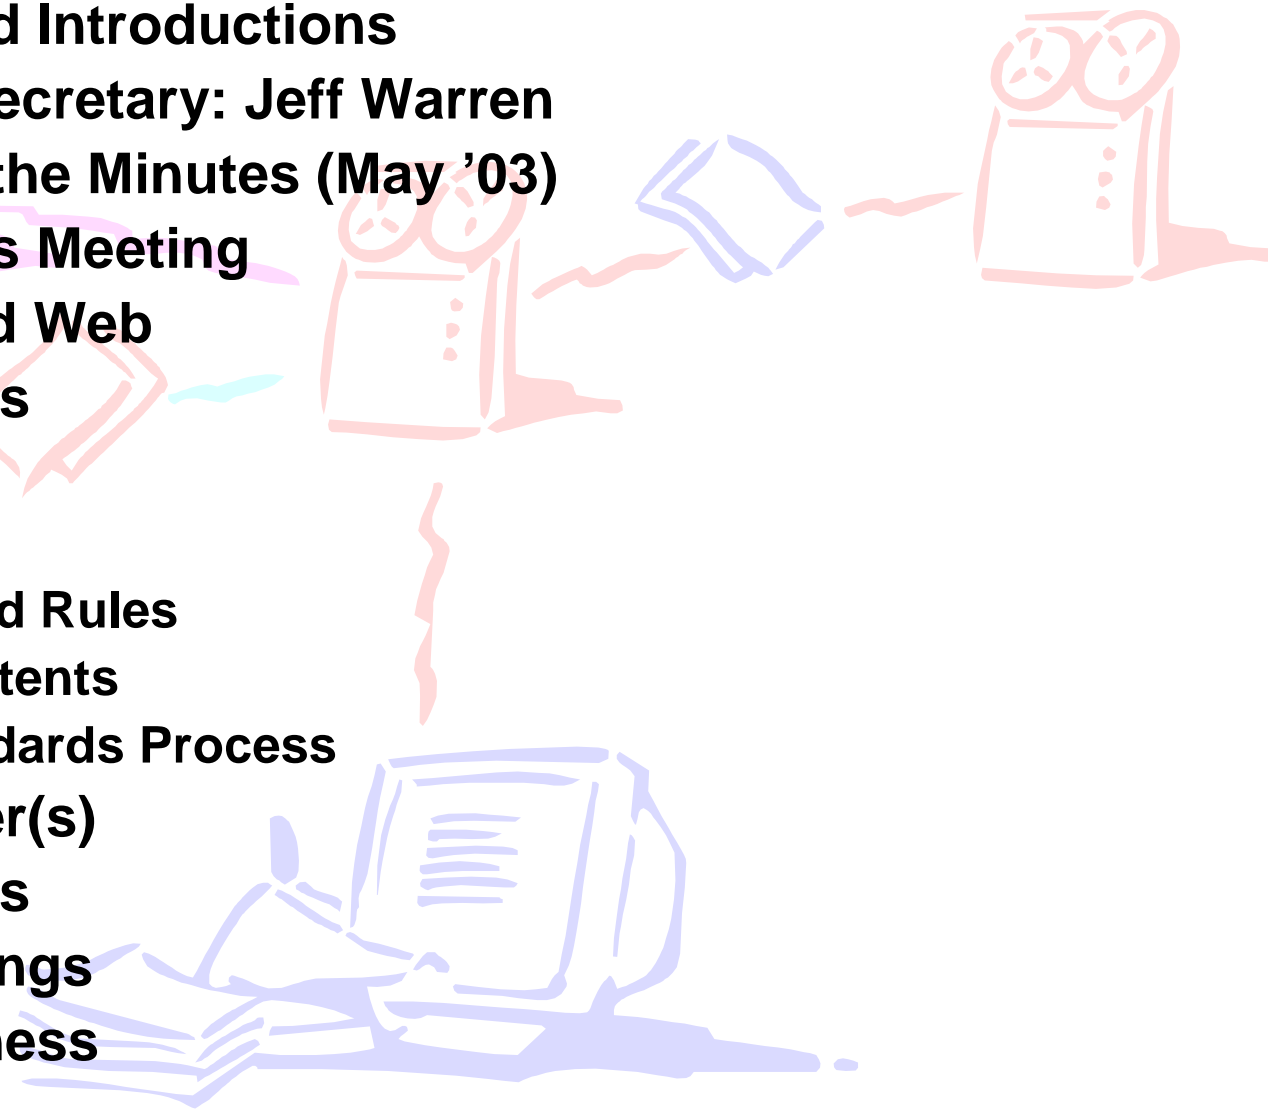 d Introductions
ecretary: Jeff Warren
the Minutes (May ’03)
s Meeting
d Web
s
d Rules
tents
dards Process
er(s)
s
ngs
ness